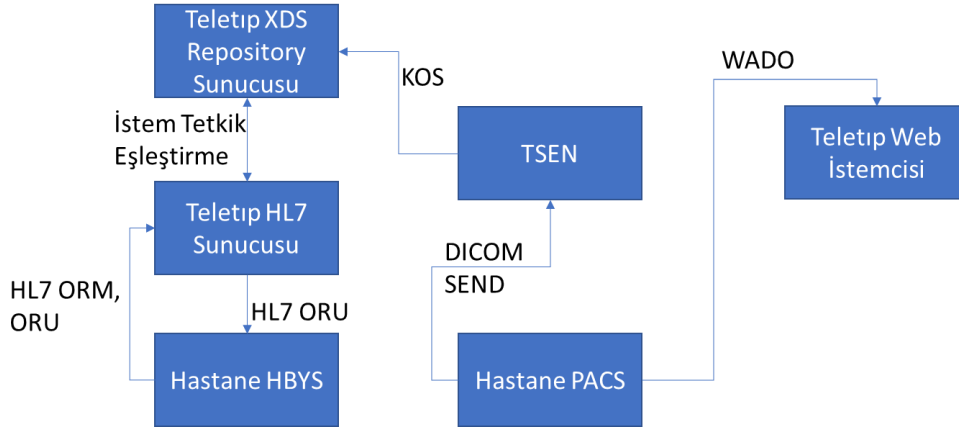 Teletıp XDS
Repository
Sunucusu
KOS
WADO
İstem Tetkik
Eşleştirme
TSEN
Teletıp Web
İstemcisi
Teletıp HL7
Sunucusu
DICOM
SEND
HL7 ORM,
ORU
HL7 ORU
Hastane HBYS
Hastane PACS